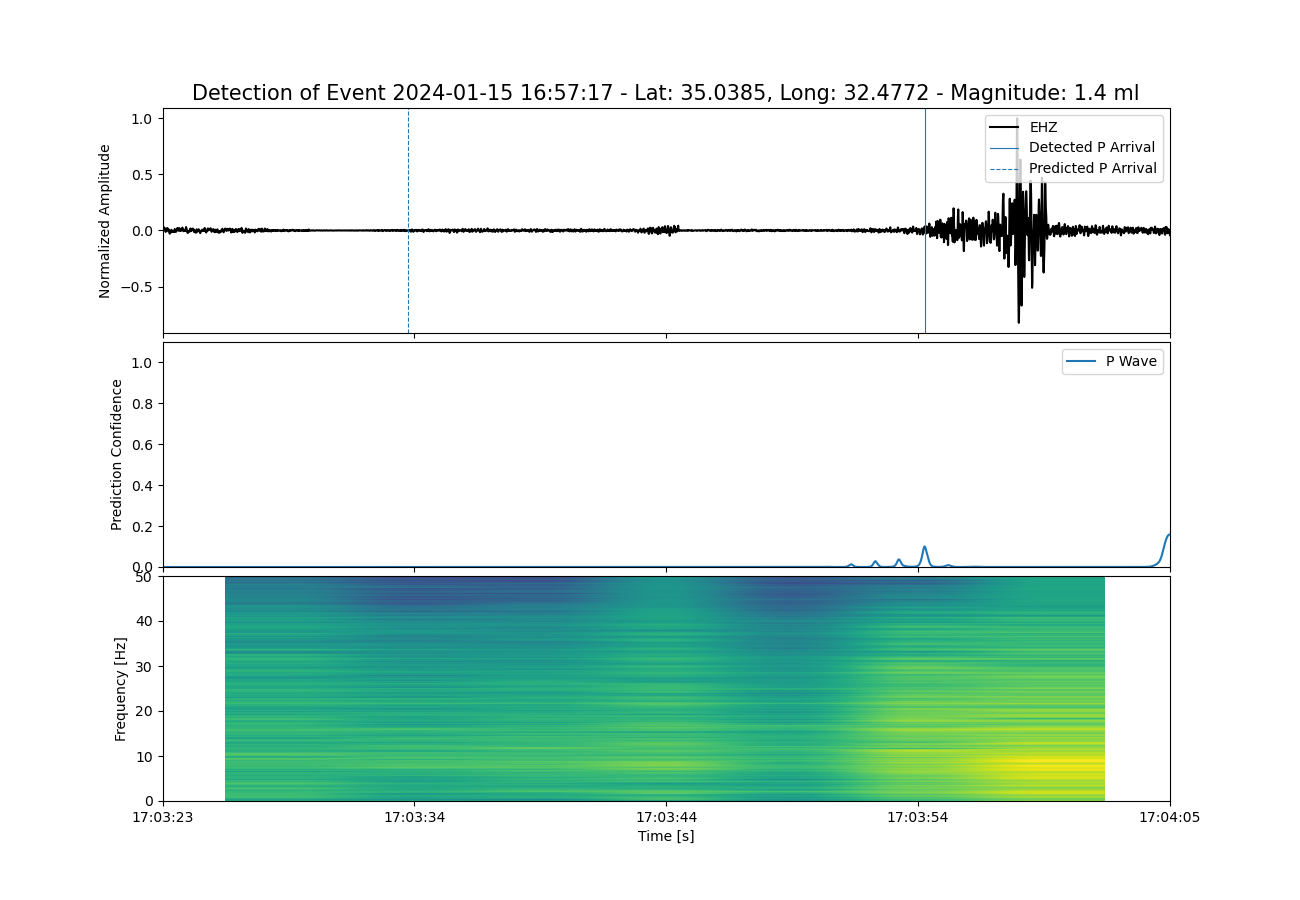 Detection of Event 2024-01-15 16:57:17 - Lat: 35.0385, Long: 32.4772 - Magnitude: 1.4 ml
Normalized Amplitude
1.0
0.5
0.0
−0.5
EHZ
Detected P Arrival
Predicted P Arrival
Prediction Confidence
1.0
0.8
0.6
0.4
0.2
0.0
P Wave
Frequency [Hz]
50
40
30
20
10
0
17:03:23
17:03:34
17:03:44
17:03:54
17:04:05
Time [s]